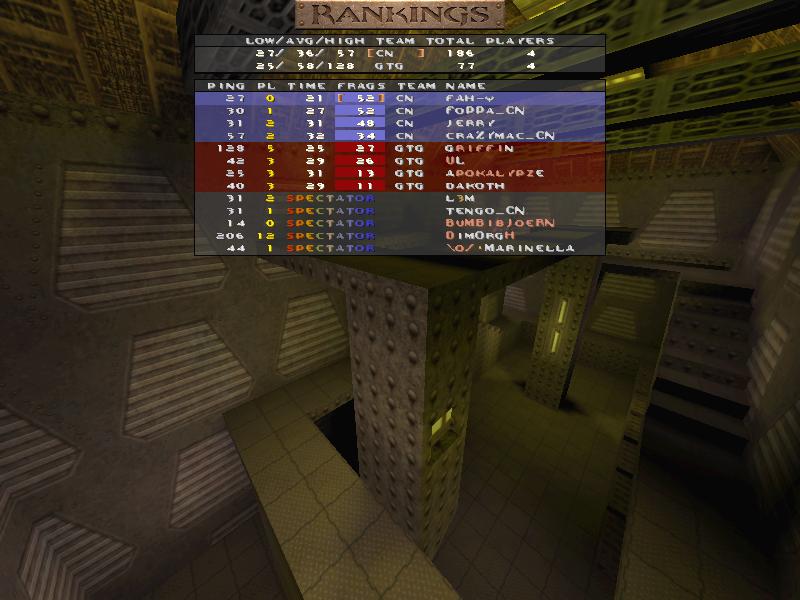 RANKINGS
LOW/AVG/HIGH TEAM TOTAL PLAYERS
27/ 36/ 57 [CN ] 186 4
25/ 58/128 GTG 77 4
PING PL TIME FRAGS TEAM NAME
27 0 21 [ 52] CN FAH-Y
30 1 27 52 CN FOPPA_CN
31 2 31 48 CN JERRY
57 2 32 34 CN CRAZYMAC_CN
128 5 25 27 GTG GRIFFIN
42 3 29 26 GTG UL
25 3 31 13 GTG APOKALYPZE
40 3 29 11 GTG DAKOTH
31 2 SPECTATOR L3M
31 1 SPECTATOR TENGO_CN
14 0 SPECTATOR BUMBIBJOERN
206 12 SPECTATOR DIMORGH
44 1 SPECTATOR \O/·MARINELLA